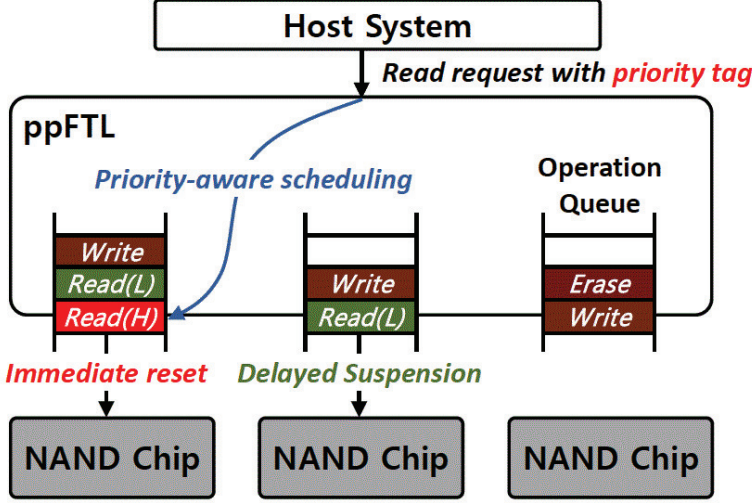 Host System
Read request with priority tag
ppFTL
Priority-aware scheduling
Operation
Queue
Write
Read(L)
Read(H)
Write
Read(L)
Erase
Write
Immediate reset
Delayed Suspension
NAND Chip
NAND Chip
NAND Chip